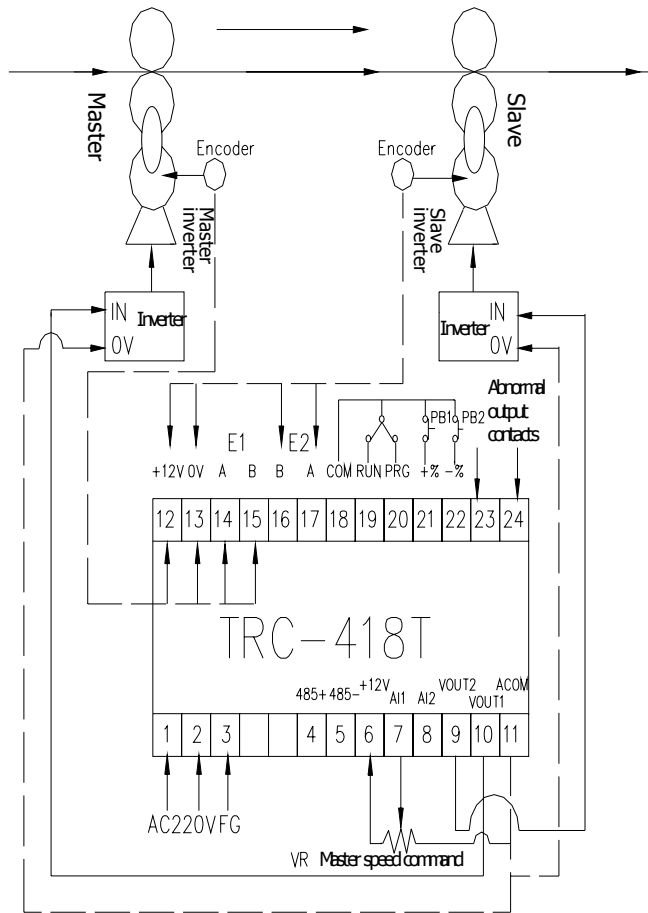 Master
Slave
Encoder
Encoder
Master
inverter
Slave
inverter
IN
Inverter
0V
IN
Inverter
0V
Abnormal
output
contacts
E1 E2
PB1 PB2
+12V 0V A B B A COM RUN PRG +% -%
12 13 14 15 16 17 18 19 20 21 22 23 24
TRC-418T
485+ 485- +12V AI1 AI2 VOUT2 VOUT1 ACOM
1 2 3 4 5 6 7 8 9 10 11
AC220V FG
VR Master speed command